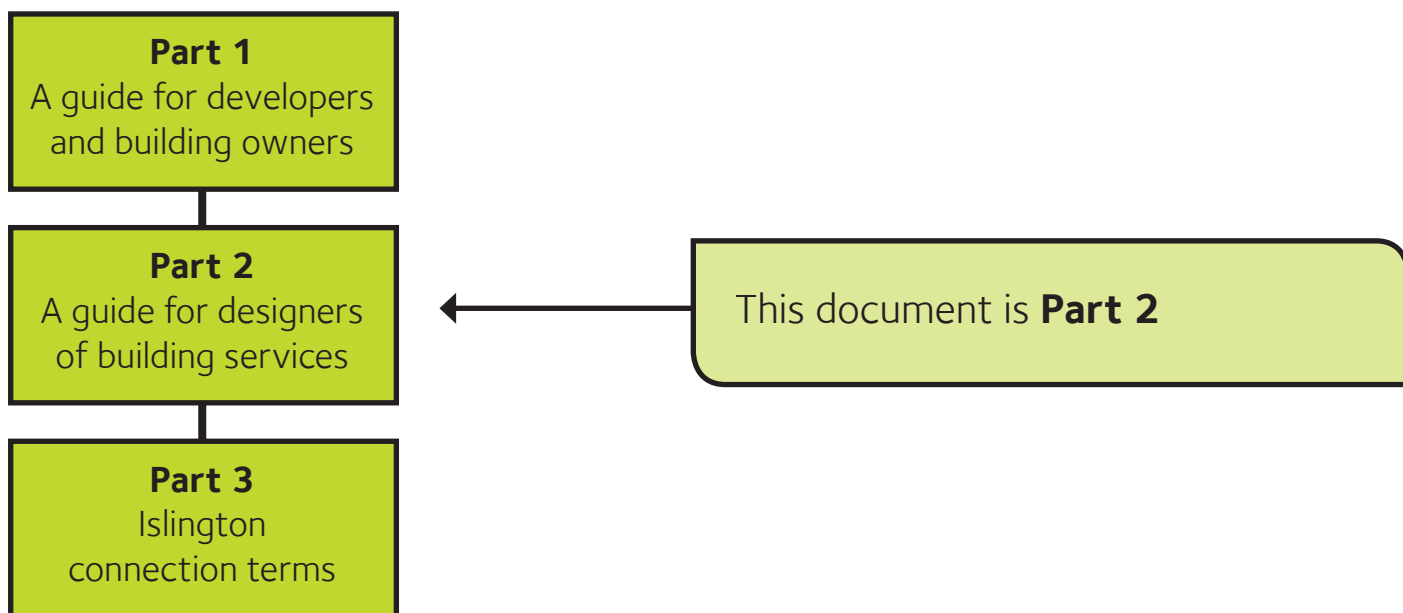 Part 1
A guide for developers
and building owners
Part 2
A guide for designers
of building services
This document is Part 2
Part 3
Islington
connection terms